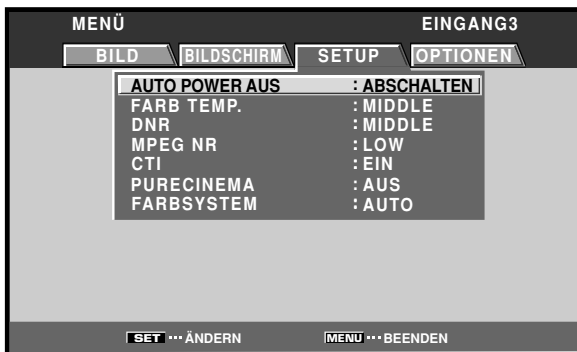 MENÜ EINGANG3
BILD BILDSCHIRM SETUP OPTIONEN
AUTO POWER AUS : ABSCHALTEN
FARB TEMP. : MIDDLE
DNR : MIDDLE
MPEG NR : LOW
CTI : EIN
PURECINEMA : AUS
FARBSYSTEM : AUTO
SET ··· ÄNDERN MENU ··· BEENDEN